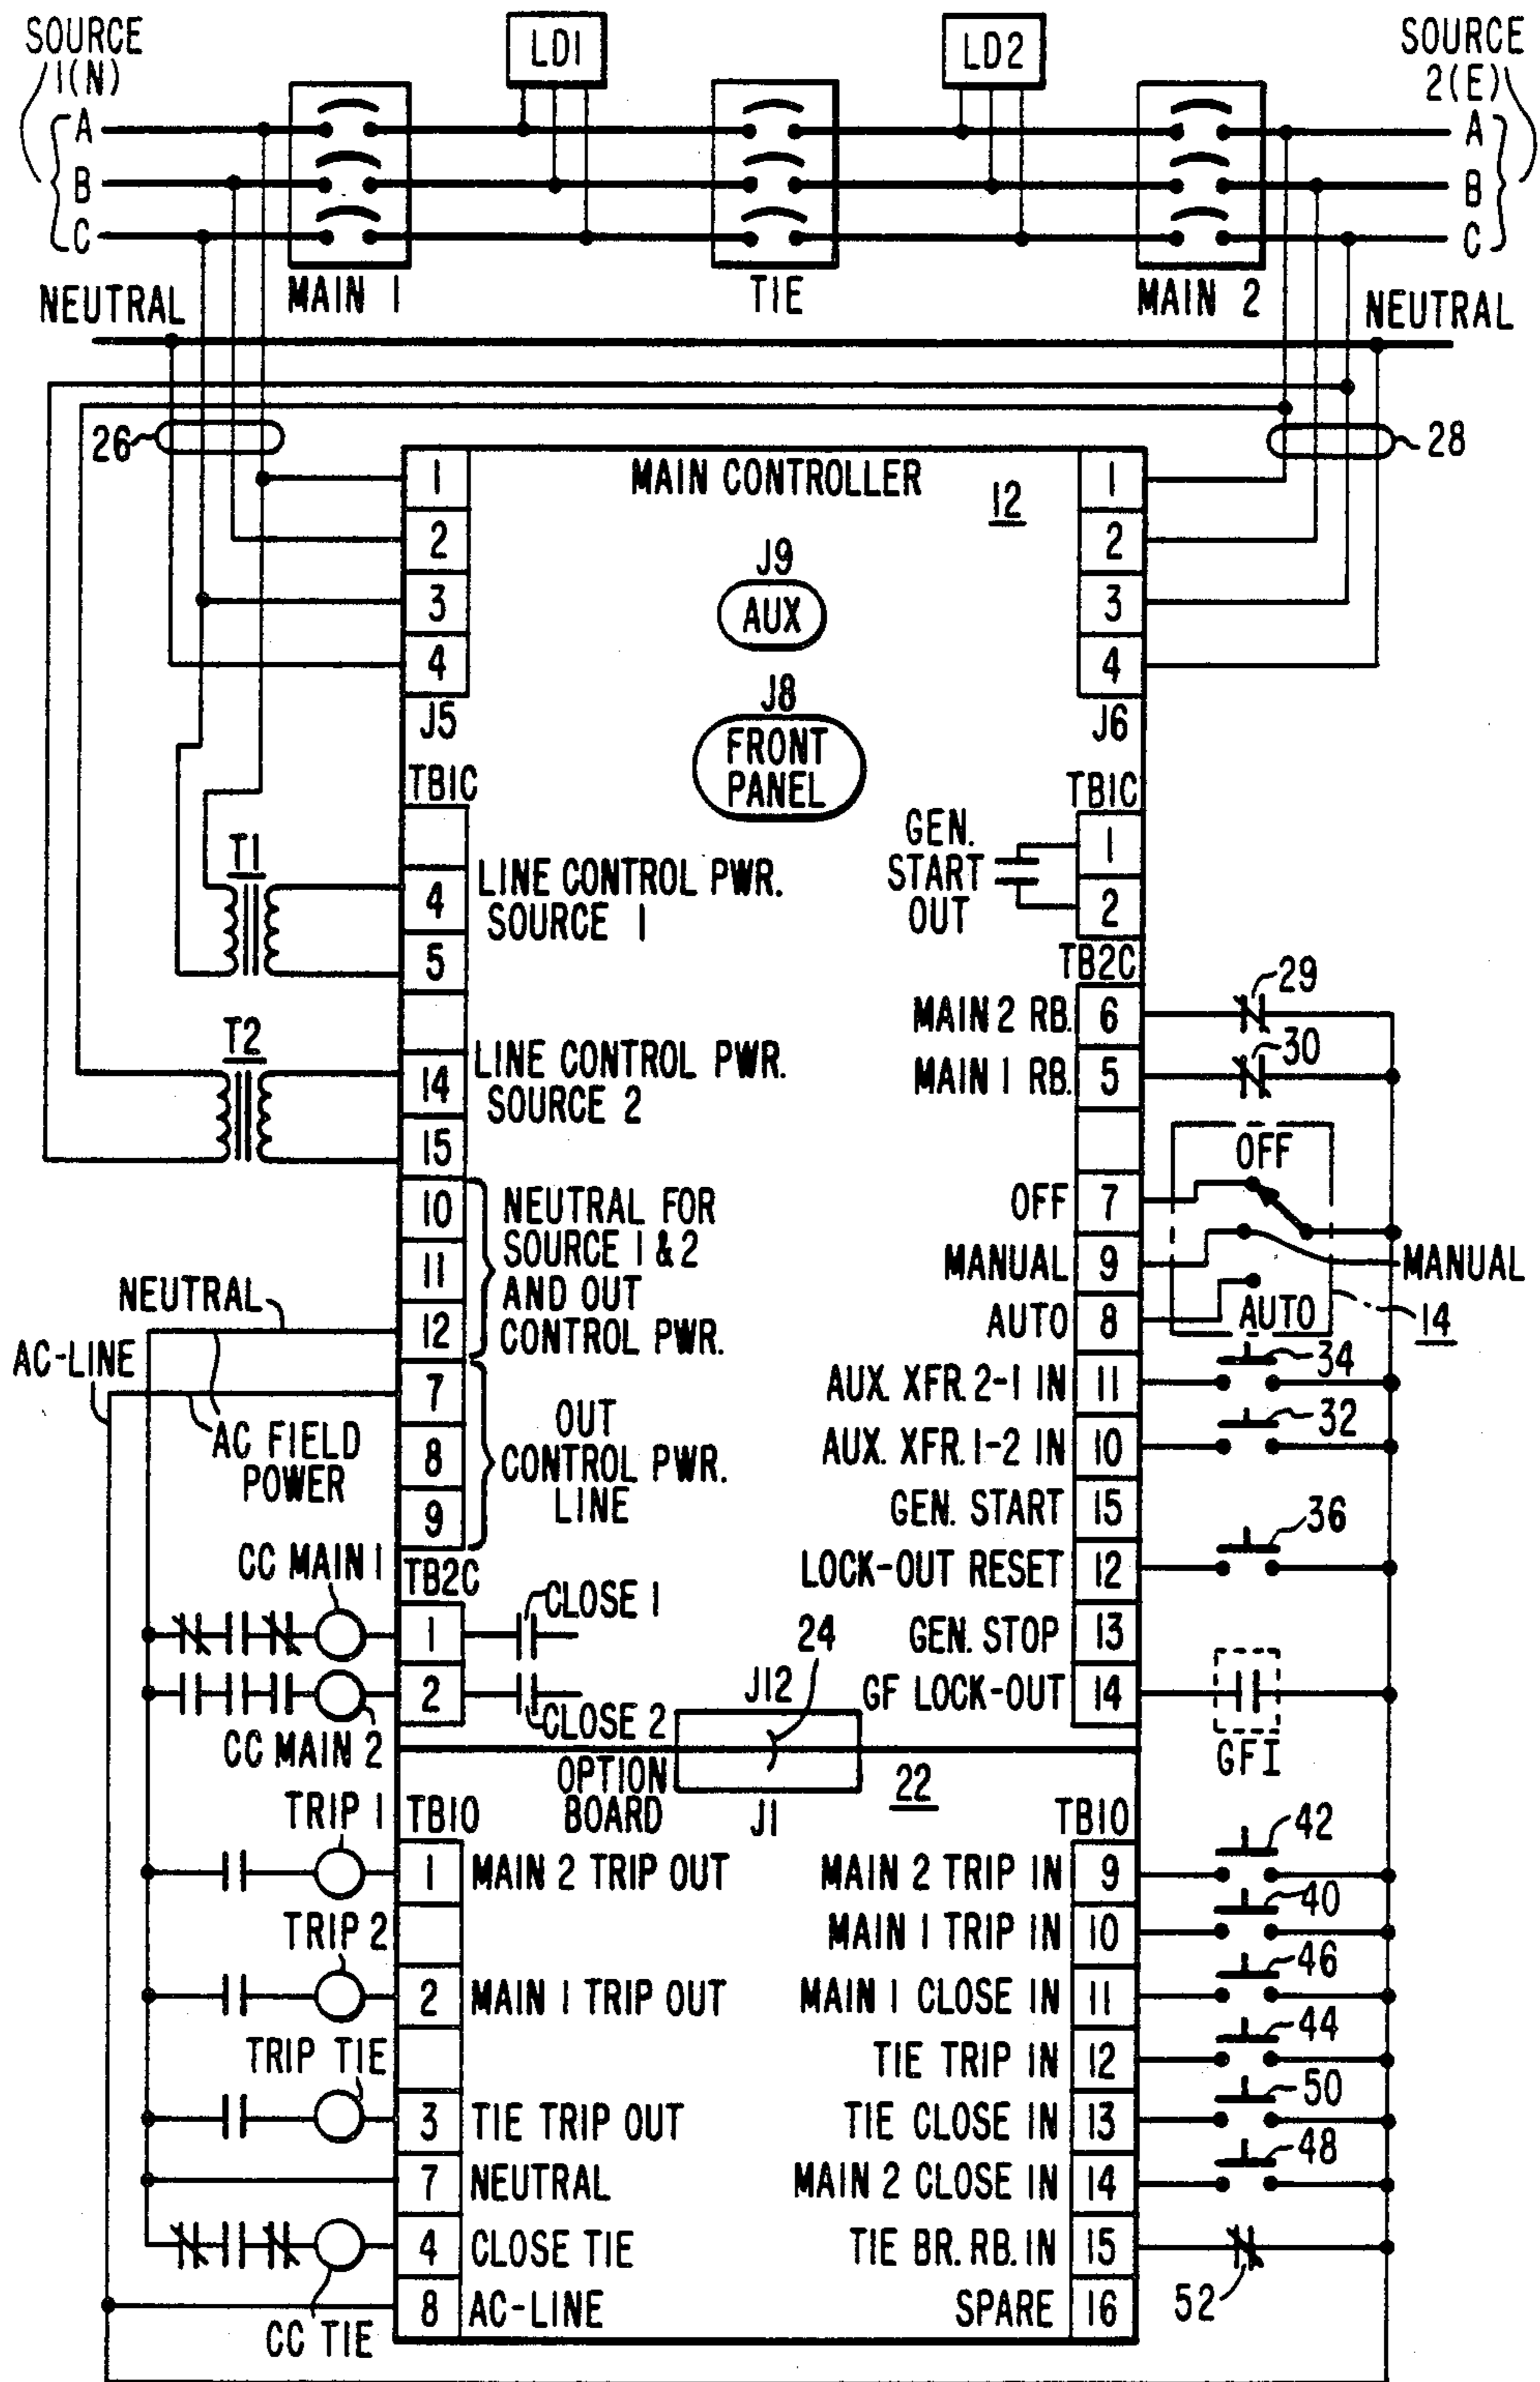 SOURCE
1(N)
LD1
LD2
SOURCE
2(E)
A
B
C
A
B
C
MAIN 1
TIE
MAIN 2
NEUTRAL
NEUTRAL
26
28
MAIN CONTROLLER
12
1
2
3
4
J5
1
2
3
4
J6
J9
AUX
J8
FRONT
PANEL
TB1C
4
5
14
15
10
11
12
7
8
9
T1
T2
LINE CONTROL PWR.
SOURCE 1
LINE CONTROL PWR.
SOURCE 2
NEUTRAL FOR
SOURCE 1 & 2
AND OUT
CONTROL PWR.
OUT
CONTROL PWR.
LINE
NEUTRAL
AC-LINE
AC FIELD
POWER
TB1C
GEN.
START
OUT
1
2
TB2C
MAIN 2 RB. 6 29
MAIN 1 RB. 5 30
OFF
OFF 7
MANUAL 9 MANUAL
AUTO 8 AUTO 14
AUX. XFR. 2-1 IN 11 34
AUX. XFR. 1-2 IN 10 32
GEN. START 15
LOCK-OUT RESET 12 36
GEN. STOP 13
GF LOCK-OUT 14
GFI
CC MAIN 1
TB2C
1 CLOSE 1
2 CLOSE 2
CC MAIN 2
24
J12
OPTION
BOARD
J1
22
TRIP 1
TB1O
1 MAIN 2 TRIP OUT
TRIP 2
2 MAIN 1 TRIP OUT
TRIP TIE
3 TIE TRIP OUT
7 NEUTRAL
4 CLOSE TIE
8 AC-LINE
CC TIE
TB1O
MAIN 2 TRIP IN 9 42
MAIN 1 TRIP IN 10 40
MAIN 1 CLOSE IN 11 46
TIE TRIP IN 12 44
TIE CLOSE IN 13 50
MAIN 2 CLOSE IN 14 48
TIE BR. RB. IN 15 52
SPARE 16